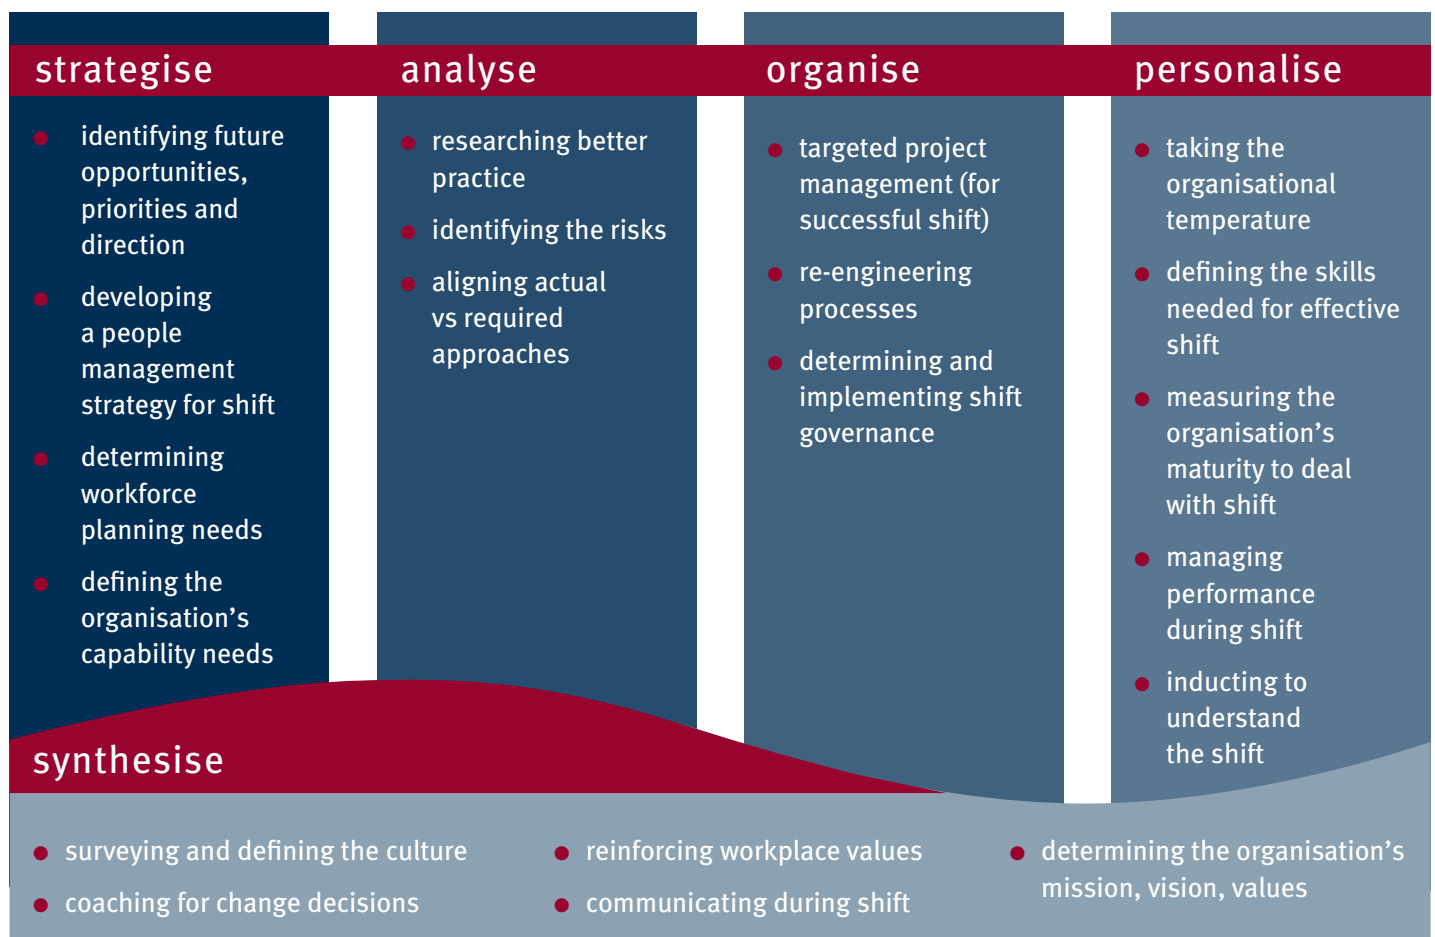 strategise
identifying future
opportunities,
priorities and
direction
developing
a people
management
strategy for shift
determining
workforce
planning needs
defining the
organisation’s
capability needs
analyse
researching better
practice
identifying the risks
aligning actual
vs required
approaches
organise
targeted project
management (for
successful shift)
re-engineering
processes
determining and
implementing shift
governance
personalise
taking the
organisational
temperature
defining the skills
needed for effective
shift
measuring the
organisation’s
maturity to deal
with shift
managing
performance
during shift
inducting to
understand
the shift
synthesise
surveying and defining the culture
coaching for change decisions
reinforcing workplace values
communicating during shift
determining the organisation’s
mission, vision, values